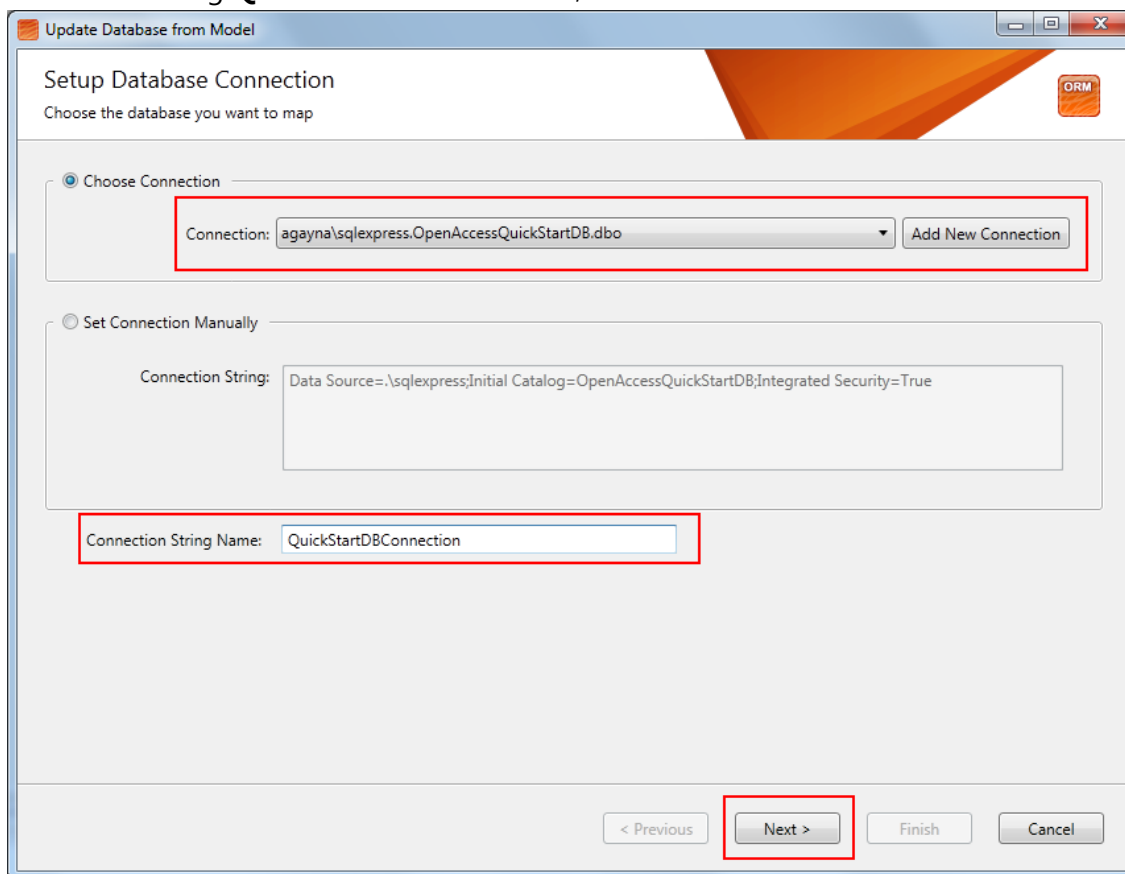 Update Database from Model
Setup Database Connection
Choose the database you want to map
ORM
Choose Connection
Connection: agayna\sqlexpress.OpenAccessQuickStartDB.dbo Add New Connection
Set Connection Manually
Connection String: Data Source=.\sqlexpress;Initial Catalog=OpenAccessQuickStartDB;Integrated Security=True
Connection String Name: QuickStartDBConnection
< Previous Next > Finish Cancel